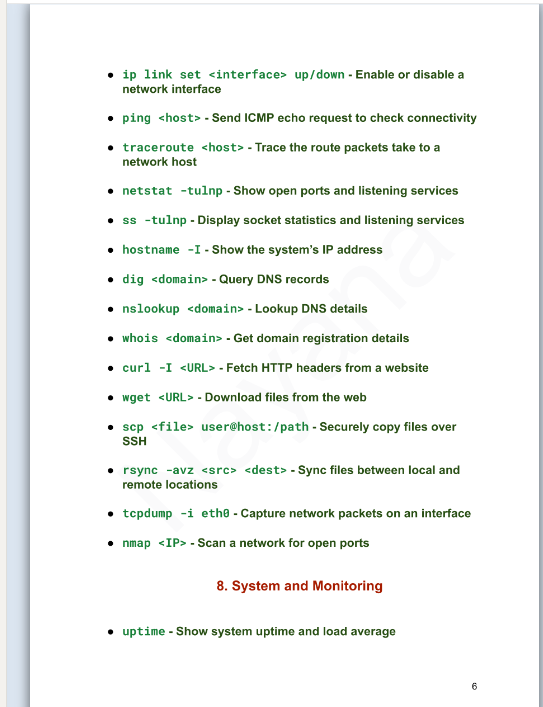 ● ip link set <interface> up/down - Enable or disable a
network interface
● ping <host> - Send ICMP echo request to check connectivity
● traceroute <host> - Trace the route packets take to a
network host
● netstat -tulnp - Show open ports and listening services
● ss -tulnp - Display socket statistics and listening services
● hostname -I - Show the system’s IP address
● dig <domain> - Query DNS records
● nslookup <domain> - Lookup DNS details
● whois <domain> - Get domain registration details
● curl -I <URL> - Fetch HTTP headers from a website
● wget <URL> - Download files from the web
● scp <file> user@host:/path - Securely copy files over
SSH
● rsync -avz <src> <dest> - Sync files between local and
remote locations
● tcpdump -i eth0 - Capture network packets on an interface
● nmap <IP> - Scan a network for open ports
8. System and Monitoring
● uptime - Show system uptime and load average
6